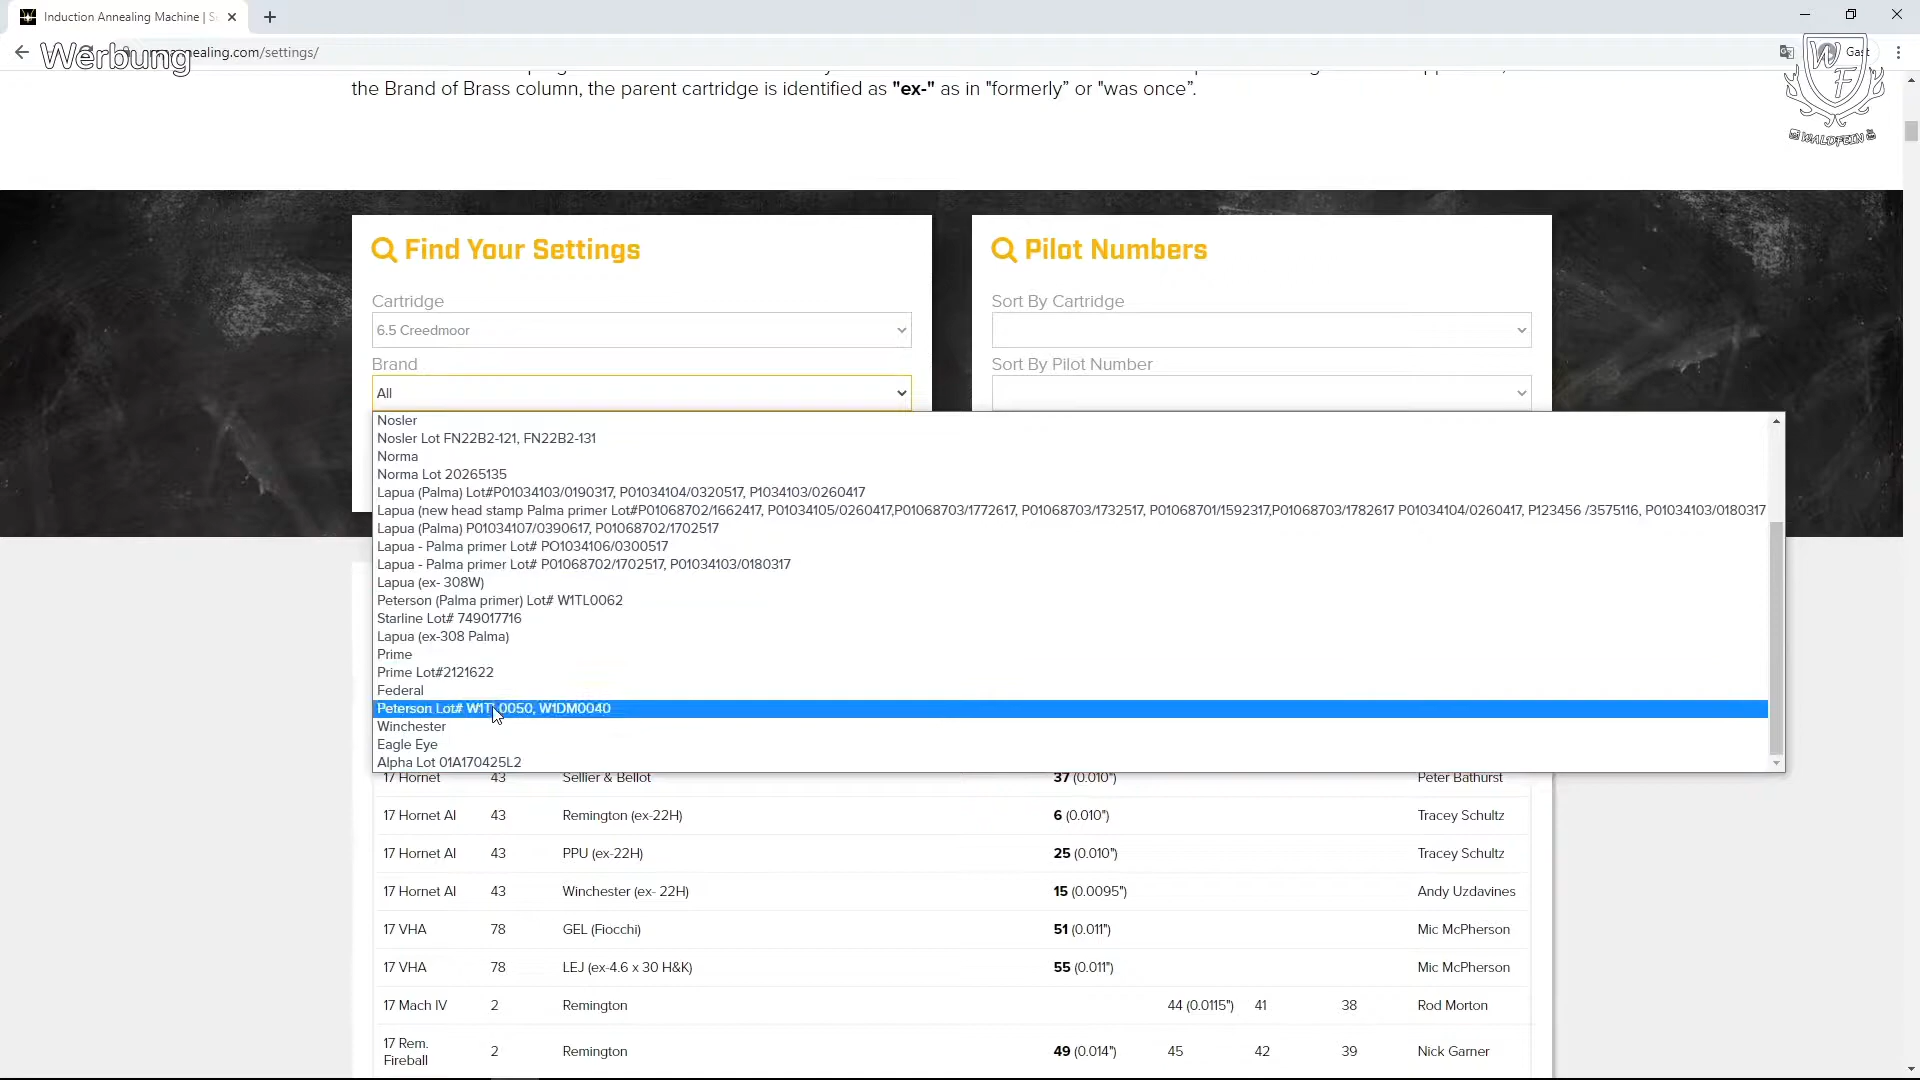 Induction Annealing Machine | S
Werbung
nealing.com/settings/
Gast
WF
WALDFEIN
the Brand of Brass column, the parent cartridge is identified as "ex-" as in "formerly” or "was once”.
Find Your Settings
Pilot Numbers
Cartridge
Sort By Cartridge
6.5 Creedmoor
Brand
Sort By Pilot Number
All
Nosler
Nosler Lot FN22B2-121, FN22B2-131
Norma
Norma Lot 20265135
Lapua (Palma) Lot#P01034103/0190317, P01034104/0320517, P1034103/0260417
Lapua (new head stamp Palma primer Lot#P01068702/1662417, P01034105/0260417,P01068703/1772617, P01068703/1732517, P01068701/1592317,P01068703/1782617 P01034104/0260417, P123456 /3575116, P01034103/0180317
Lapua (Palma) P01034107/0390617, P01068702/1702517
Lapua - Palma primer Lot# PO1034106/0300517
Lapua - Palma primer Lot# P01068702/1702517, P01034103/0180317
Lapua (ex- 308W)
Peterson (Palma primer) Lot# W1TL0062
Starline Lot# 749017716
Lapua (ex-308 Palma)
Prime
Prime Lot#2121622
Federal
Peterson Lot# W1TL0050, W1DM0040
Winchester
Eagle Eye
Alpha Lot 01A170425L2
17 Hornet 43 Sellier & Bellot 37 (0.010") Peter Bathurst
17 Hornet AI 43 Remington (ex-22H) 6 (0.010") Tracey Schultz
17 Hornet AI 43 PPU (ex-22H) 25 (0.010") Tracey Schultz
17 Hornet AI 43 Winchester (ex- 22H) 15 (0.0095") Andy Uzdavines
17 VHA 78 GEL (Fiocchi) 51 (0.011") Mic McPherson
17 VHA 78 LEJ (ex-4.6 x 30 H&K) 55 (0.011") Mic McPherson
17 Mach IV 2 Remington 44 (0.0115") 41 38 Rod Morton
17 Rem.
Fireball 2 Remington 49 (0.014") 45 42 39 Nick Garner